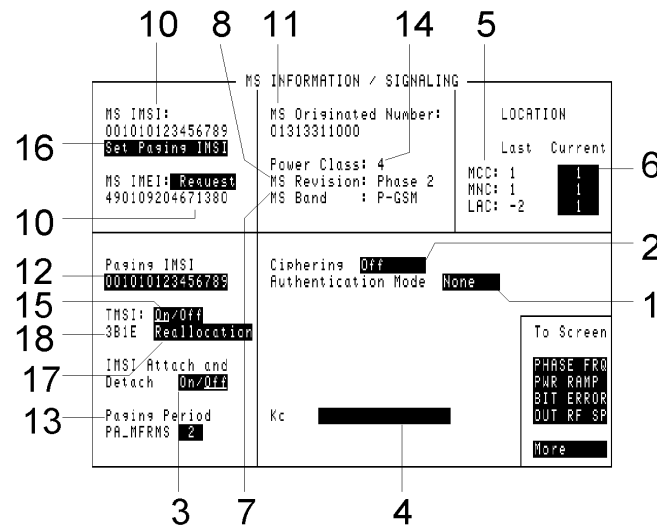 10
8
11
14
5
MS INFORMATION / SIGNALING
MS IMSI:
001010123456789
Set Paging IMSI
16
MS IMEI: Request
490109204671380
10
MS Originated Number:
01313311000
Power Class: 4
MS Revision: Phase 2
MS Band : P-GSM
LOCATION
Last Current
MCC: 1 1
MNC: 1 1
LAC: -2 1
6
12
Paging IMSI
001010123456789
15
TMSI: On/Off
18
3B1E Reallocation
17
IMSI Attach and
Detach On/Off
13
Paging Period
PA_MFRMS 2
Ciphering Off
2
Authentication Mode None
1
Kc
To Screen
PHASE FRQ
PWR RAMP
BIT ERROR
OUT RF SP
More
3
7
4